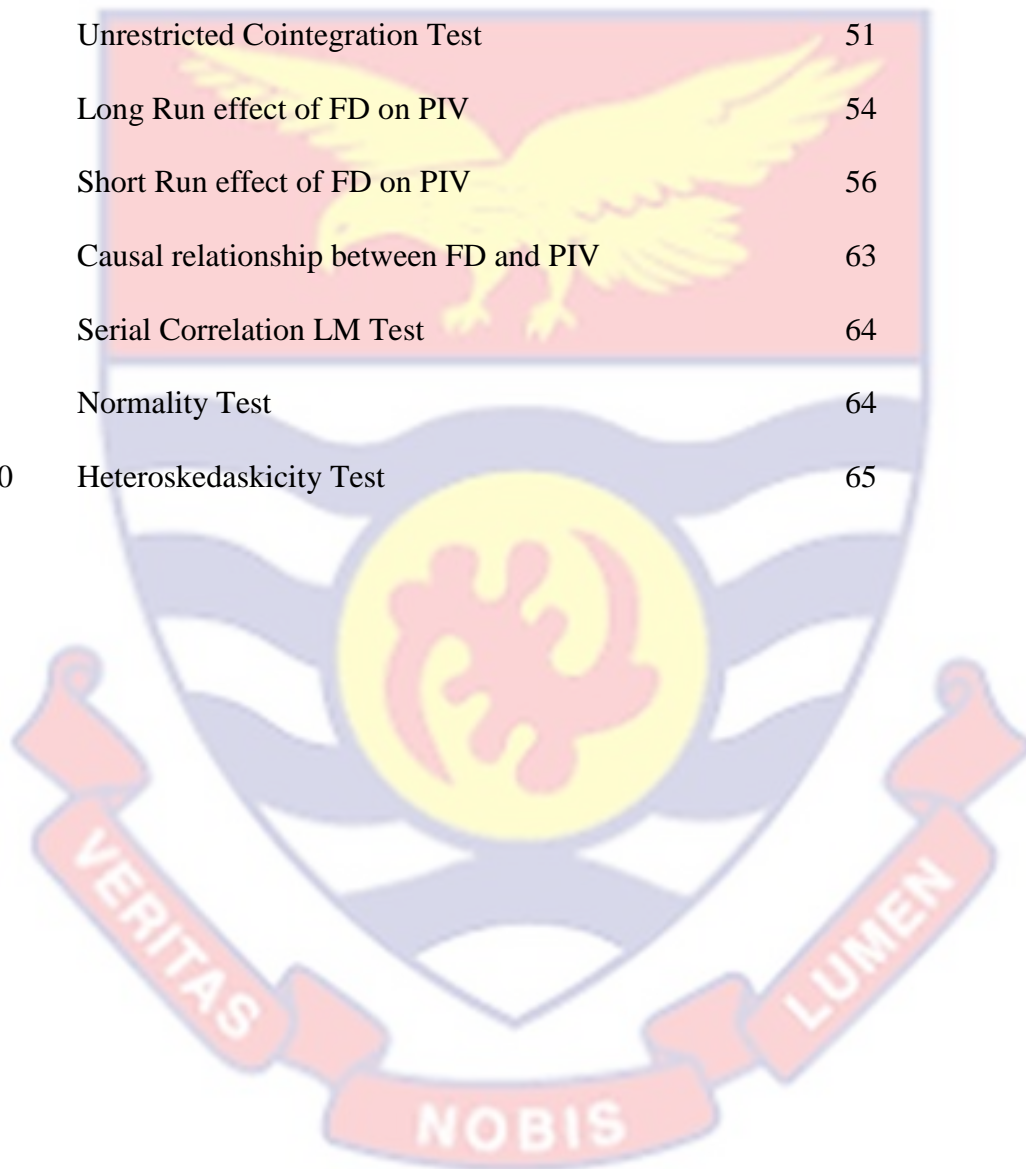 Unrestricted Cointegration Test 51
Long Run effect of FD on PIV 54
Short Run effect of FD on PIV 56
Causal relationship between FD and PIV 63
Serial Correlation LM Test 64
Normality Test 64
0 Heteroskedaskicity Test 65
VERITAS
NOBIS
LUMEN